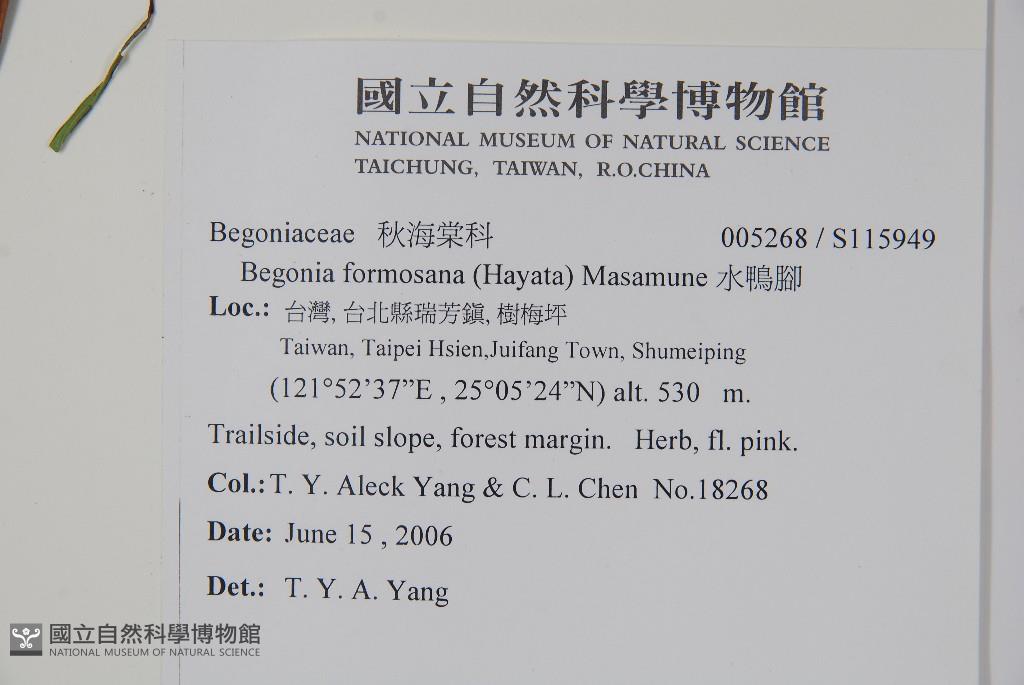 國立自然科學博物館
NATIONAL MUSEUM OF NATURAL SCIENCE
TAICHUNG, TAIWAN, R.O.CHINA
Begoniaceae 秋海棠科 005268 / S115949
Begonia formosana (Hayata) Masamune 水鴨腳
Loc.: 台灣, 台北縣瑞芳鎮, 樹梅坪
Taiwan, Taipei Hsien,Juifang Town, Shumeiping
(121°52’37”E , 25°05’24”N) alt. 530 m.
Trailside, soil slope, forest margin. Herb, fl. pink.
Col.: T. Y. Aleck Yang & C. L. Chen No.18268
Date: June 15 , 2006
Det.: T. Y. A. Yang
國立自然科學博物館
NATIONAL MUSEUM OF NATURAL SCIENCE